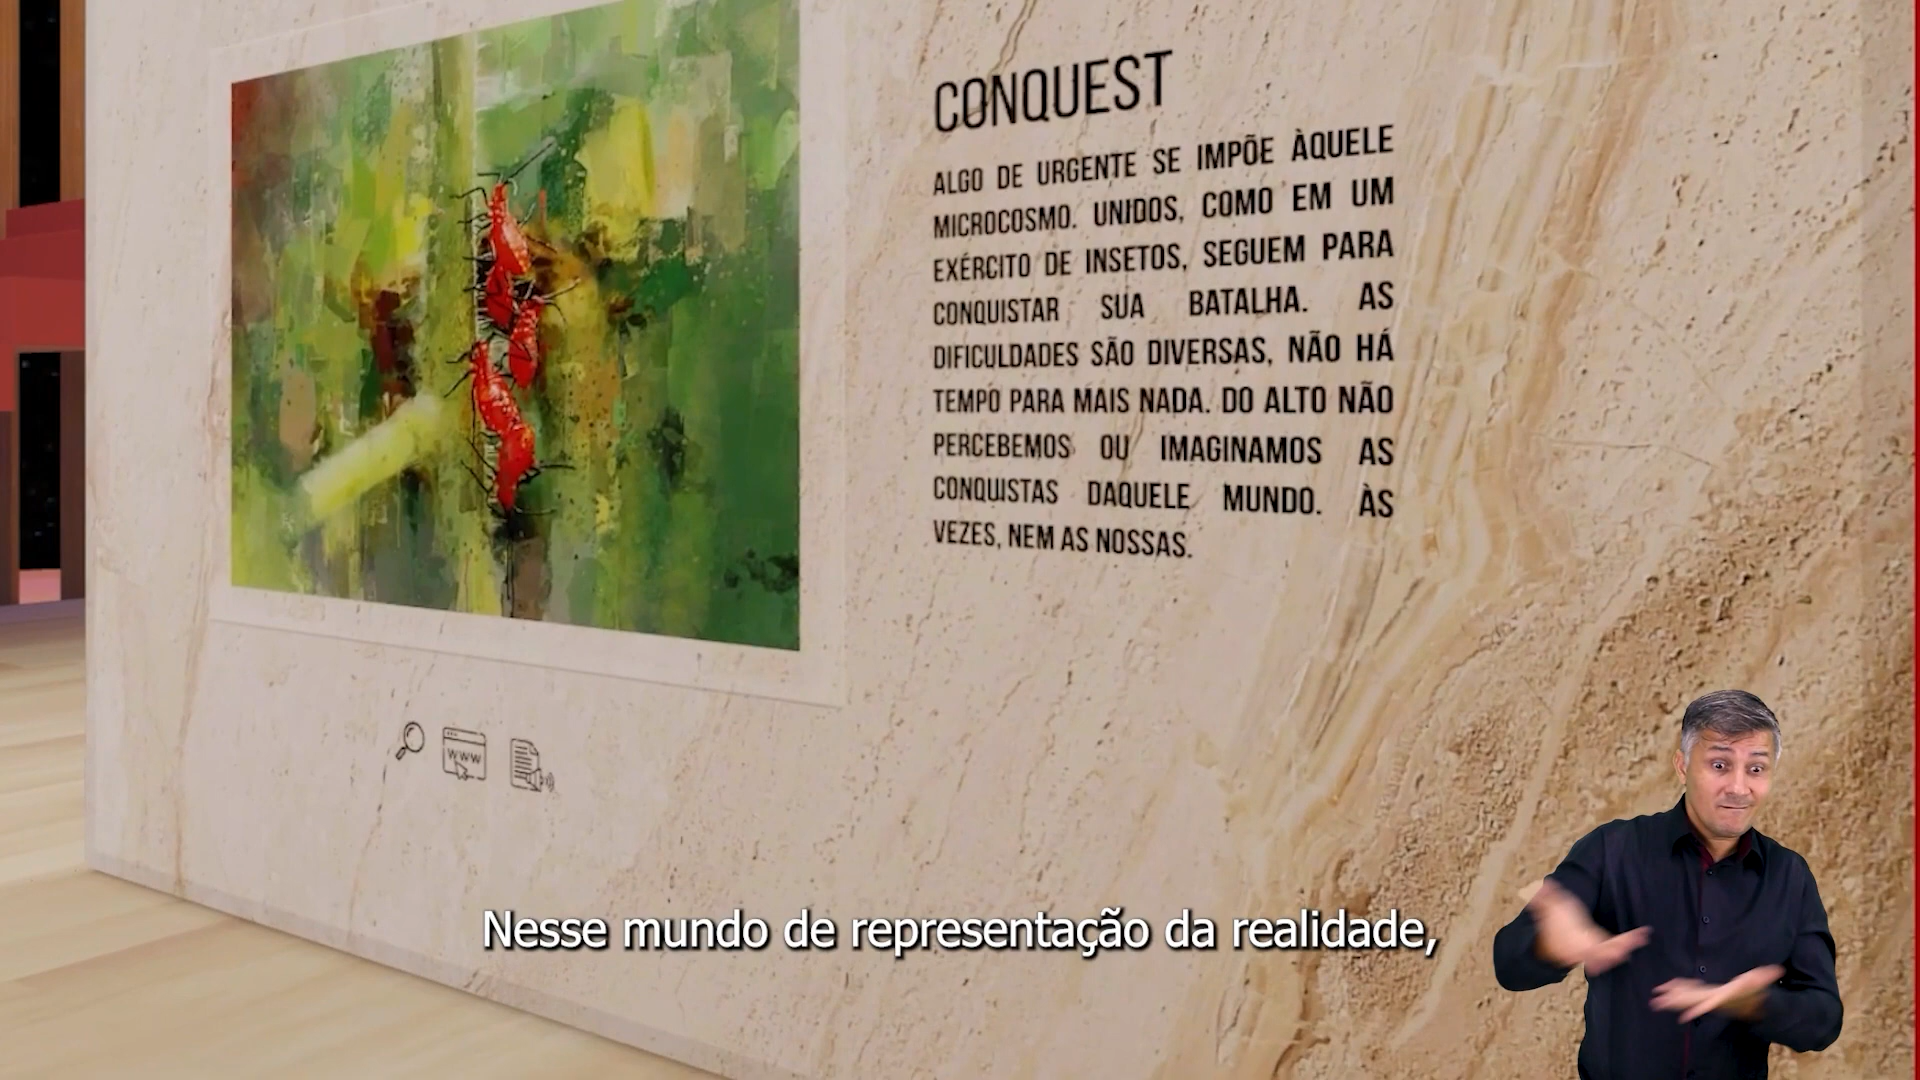 CONQUEST
ALGO DE URGENTE SE IMPÕE ÀQUELE
MICROCOSMO. UNIDOS, COMO EM UM
EXÉRCITO DE INSETOS, SEGUEM PARA
CONQUISTAR SUA BATALHA. AS
DIFICULDADES SÃO DIVERSAS, NÃO HÁ
TEMPO PARA MAIS NADA. DO ALTO NÃO
PERCEBEMOS OU IMAGINAMOS AS
CONQUISTAS DAQUELE MUNDO. ÀS
VEZES, NEM AS NOSSAS.
WWW
Nesse mundo de representação da realidade,